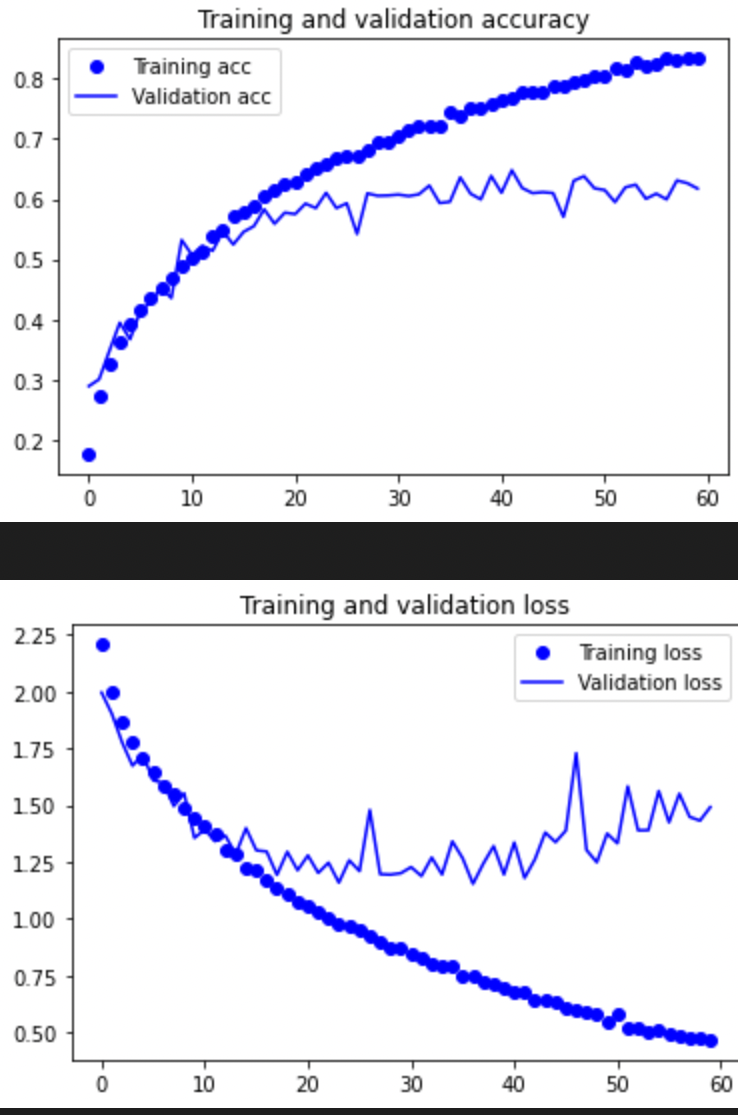 Training and validation accuracy
Training acc
Validation acc
0.8
0.7
0.6
0.5
0.4
0.3
0.2
0 10 20 30 40 50 60
Training and validation loss
Training loss
Validation loss
2.25
2.00
1.75
1.50
1.25
1.00
0.75
0.50
0 10 20 30 40 50 60